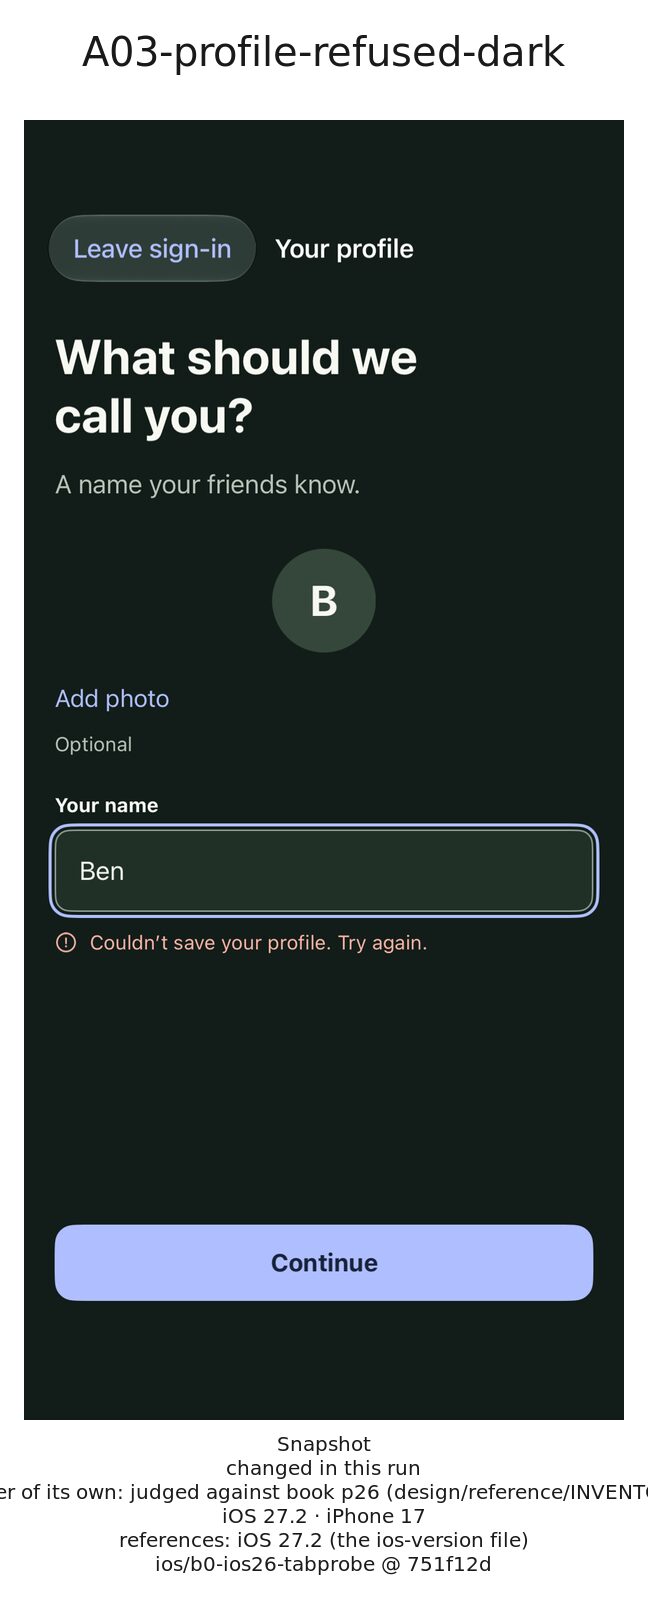 A03-profile-refused-dark
Leave sign-in Your profile
What should we
call you?
A name your friends know.
B
Add photo
Optional
Your name
Ben
Couldn’t save your profile. Try again.
Continue
Snapshot
changed in this run
of its own: judged against book p26 (design/reference/
iOS 27.2 · iPhone 17
references: iOS 27.2 (the ios-version file)
ios/b0-ios26-tabprobe @ 751f12d